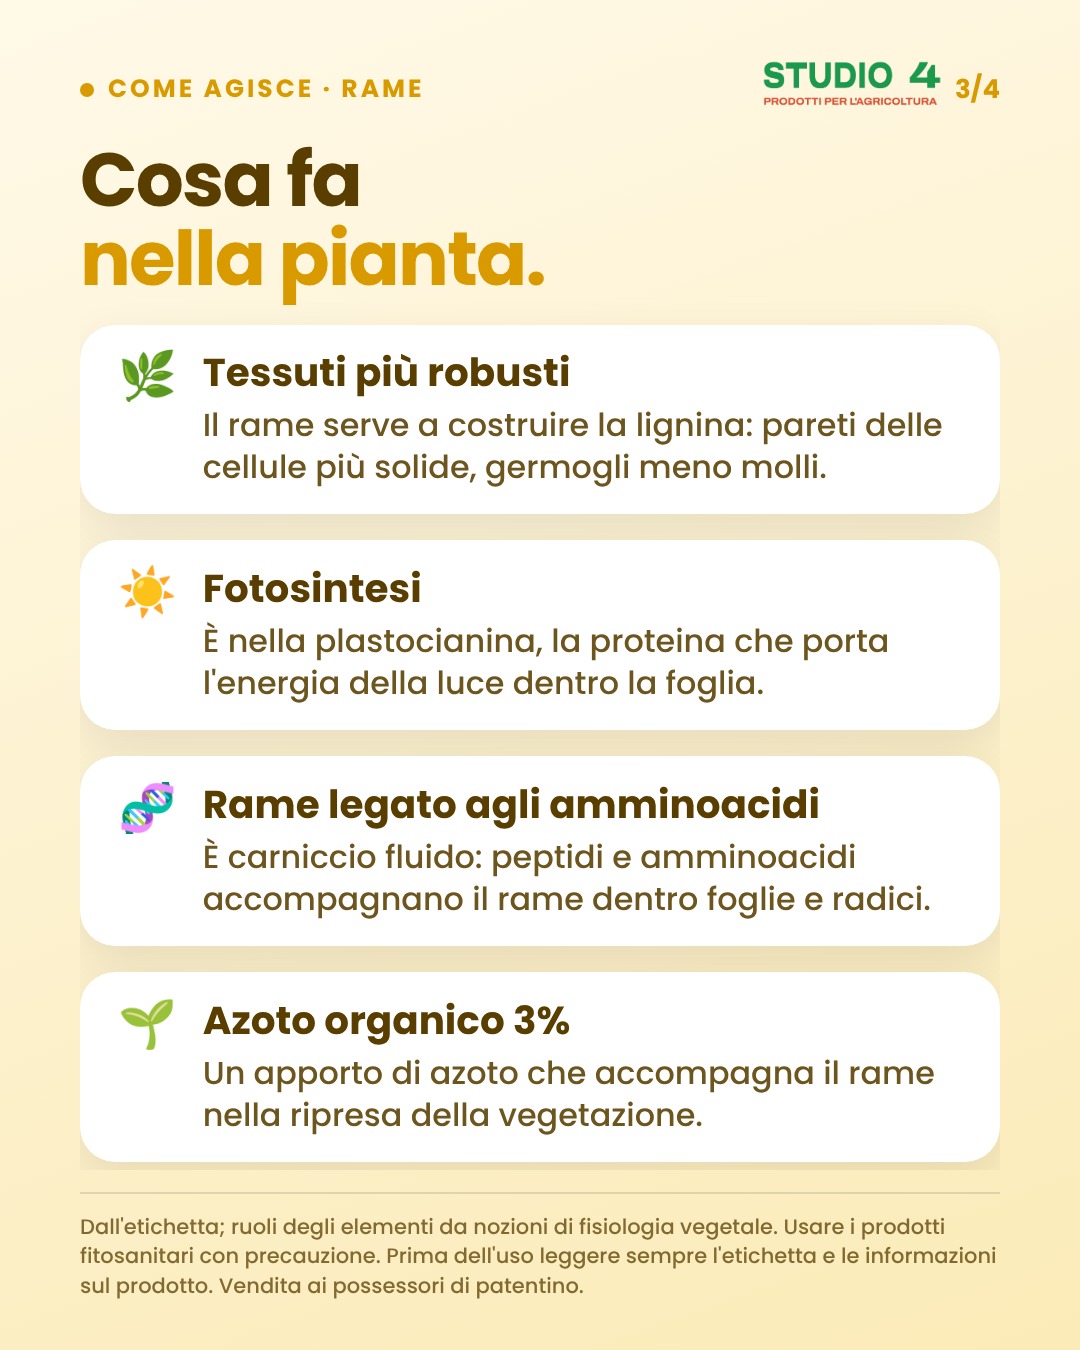 COME AGISCE · RAME
STUDIO 4
PRODOTTI PER L'AGRICOLTURA
3/4
Cosa fa
nella pianta.
Tessuti più robusti
Il rame serve a costruire la lignina: pareti delle
cellule più solide, germogli meno molli.
Fotosintesi
È nella plastocianina, la proteina che porta
l'energia della luce dentro la foglia.
Rame legato agli amminoacidi
È carniccio fluido: peptidi e amminoacidi
accompagnano il rame dentro foglie e radici.
Azoto organico 3%
Un apporto di azoto che accompagna il rame
nella ripresa della vegetazione.
Dall'etichetta; ruoli degli elementi da nozioni di fisiologia vegetale. Usare i prodotti
fitosanitari con precauzione. Prima dell'uso leggere sempre l'etichetta e le informazioni
sul prodotto. Vendita ai possessori di patentino.